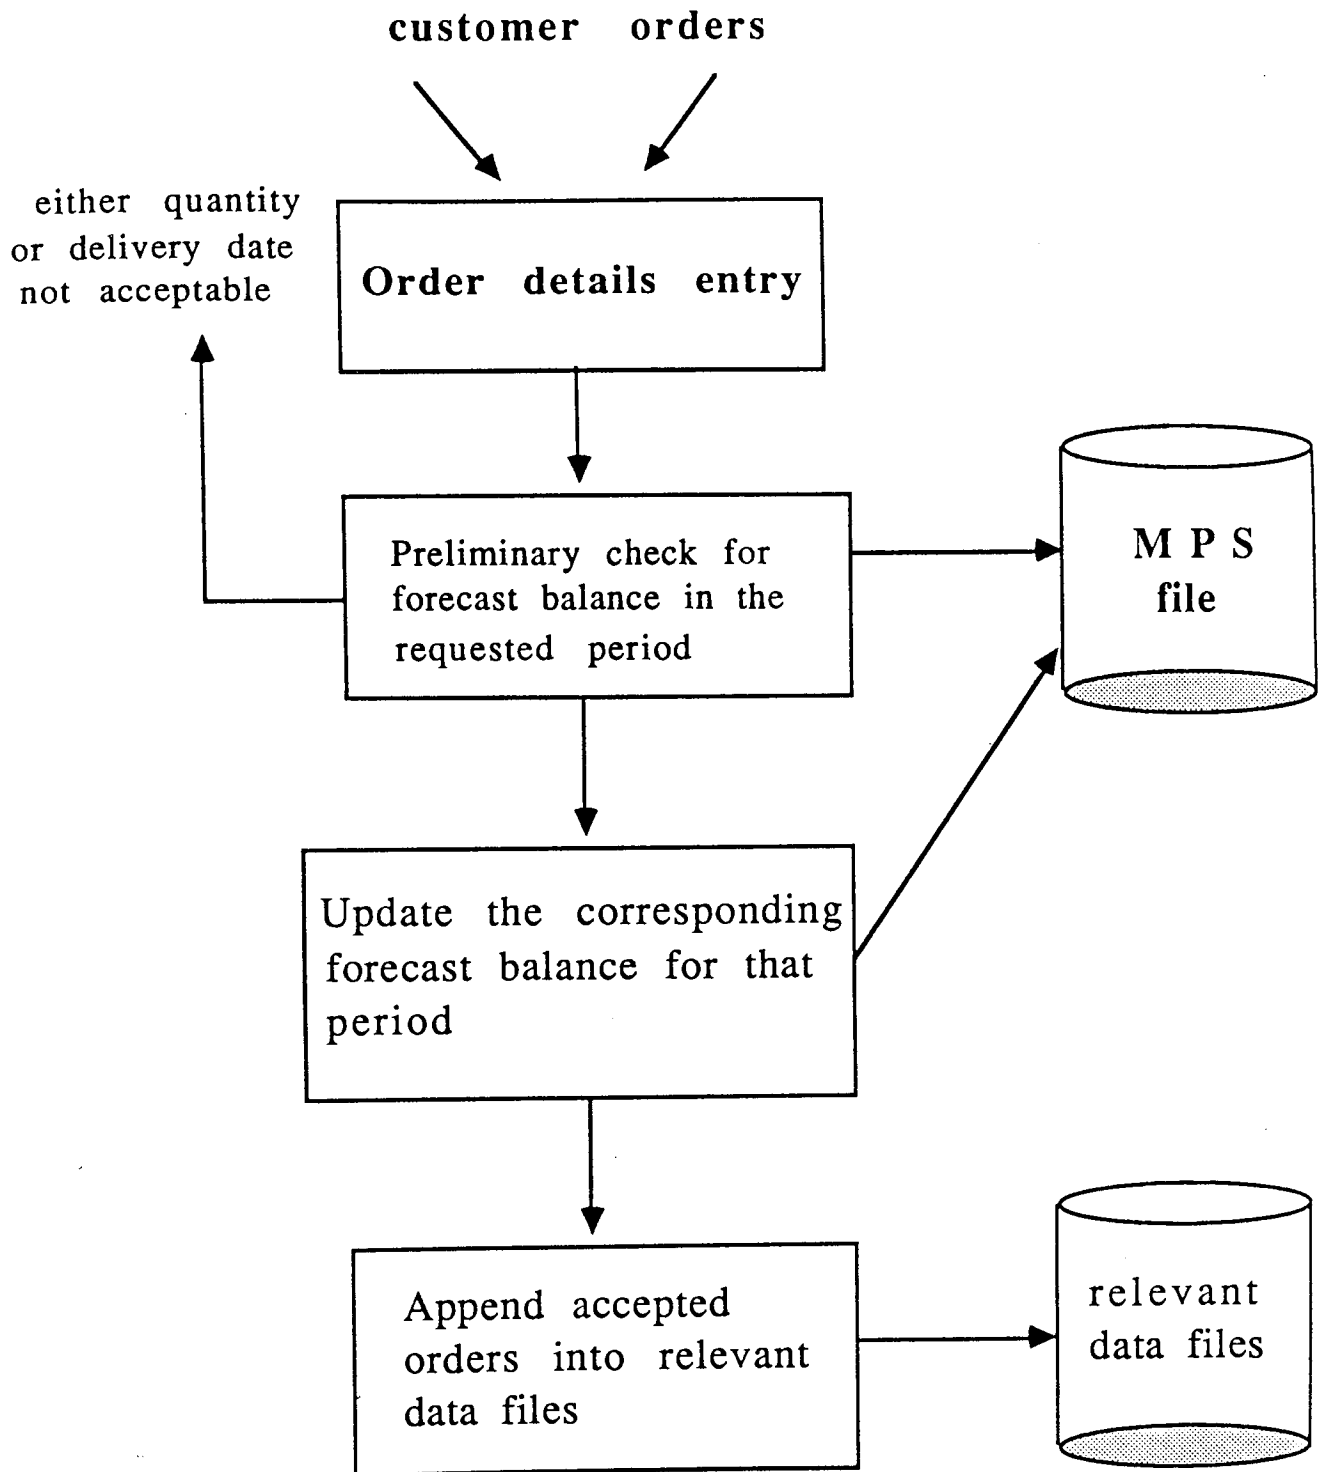 customer orders
either quantity
or delivery date
not acceptable
Order details entry
Preliminary check for
forecast balance in the
requested period
M P S
file
Update the corresponding
forecast balance for that
period
Append accepted
orders into relevant
data files
relevant
data files